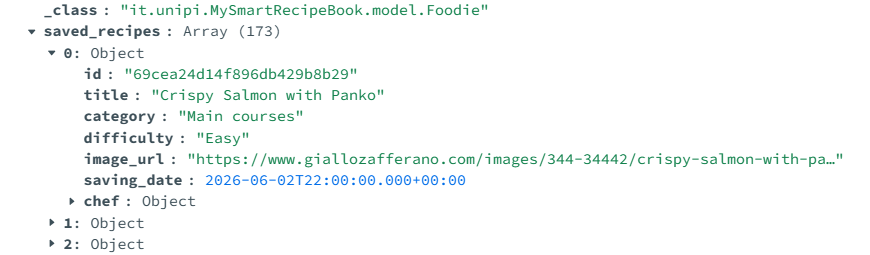 _class : "it.unipi.MySmartRecipeBook.model.Foodie"
saved_recipes : Array (173)
0: Object
id : "69cea24d14f896db429b8b29"
title : "Crispy Salmon with Panko"
category : "Main courses"
difficulty : "Easy"
image_url : "https://www.giallozafferano.com/images/344-34442/crispy-salmon-with-pa…"
saving_date : 2026-06-02T22:00:00.000+00:00
chef : Object
1: Object
2: Object